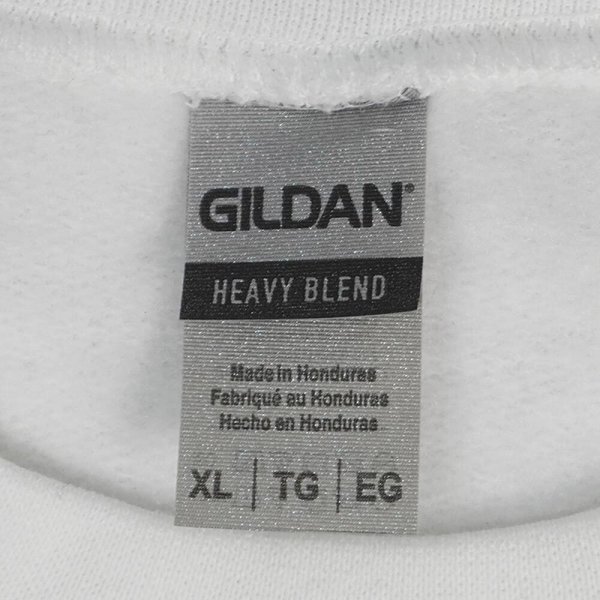 GILDAN®
HEAVY BLEND
Made in Honduras
Fabriqué au Honduras
Hecho en Honduras
XL | TG | EG